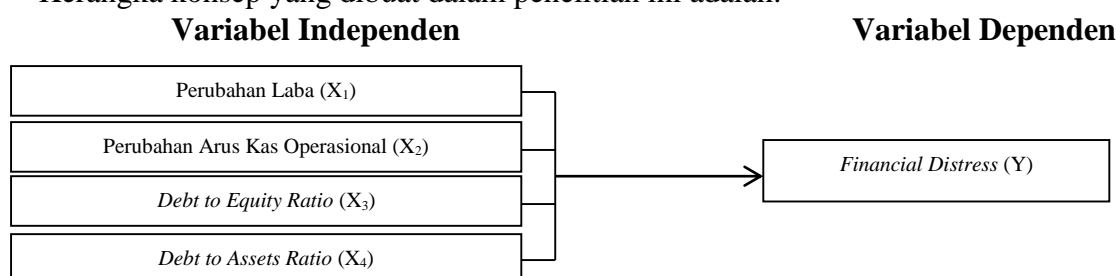 Kerangka konsep yang dibuat dalam penelitian ini adalah:
Variabel Independen
Variabel Dependen
Perubahan Laba (X₁)
Perubahan Arus Kas Operasional (X₂)
Debt to Equity Ratio (X₃)
Debt to Assets Ratio (X₄)
Financial Distress (Y)